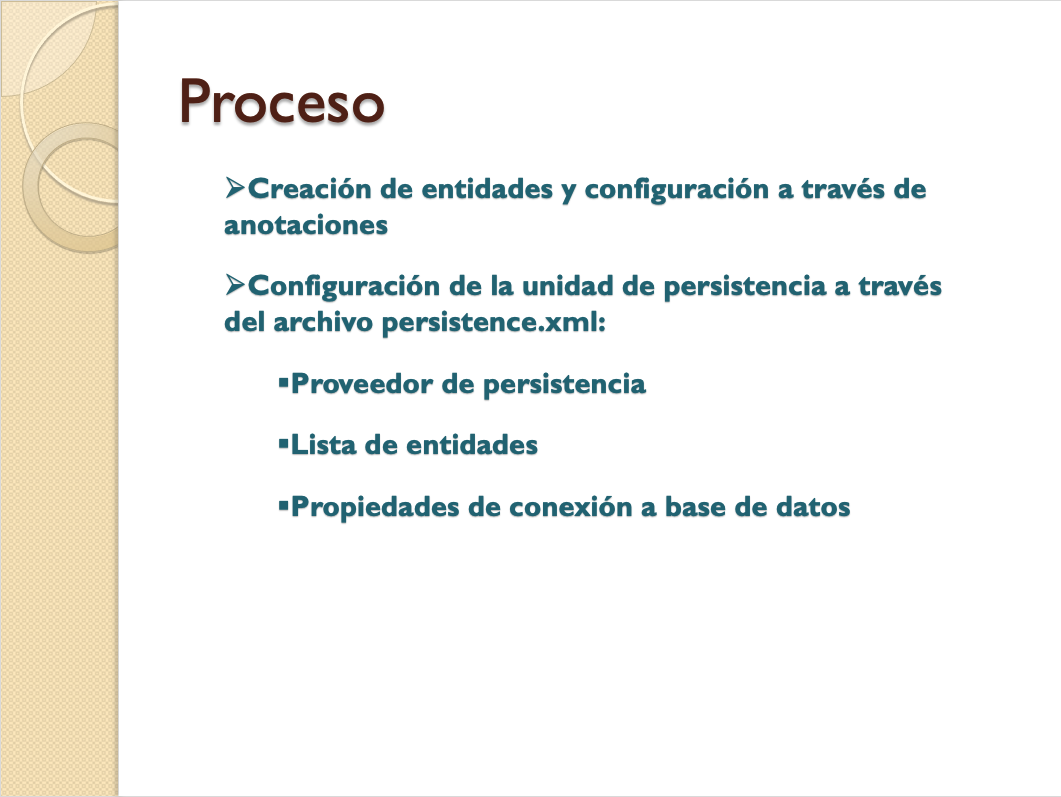 Proceso
➢Creación de entidades y configuración a través de
anotaciones
➢Configuración de la unidad de persistencia a través
del archivo persistence.xml:
▪Proveedor de persistencia
▪Lista de entidades
▪Propiedades de conexión a base de datos